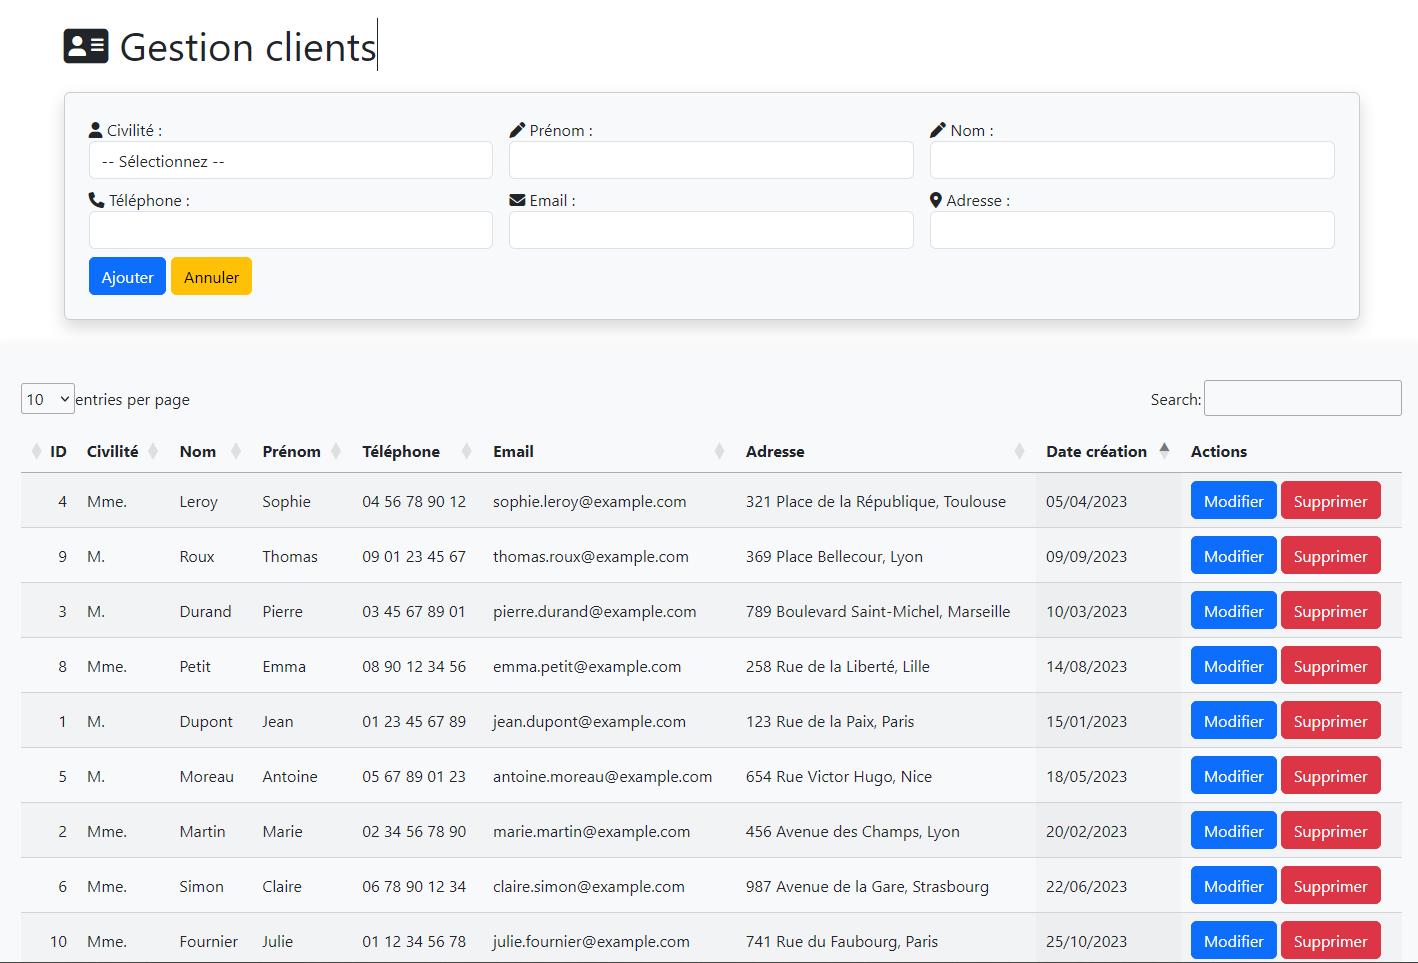 Gestion clients
Civilité : Prénom : Nom :
-- Sélectionnez --
Téléphone : Email : Adresse :
Ajouter Annuler
10 entries per page Search:
ID Civilité Nom Prénom Téléphone Email Adresse Date création Actions
4 Mme. Leroy Sophie 04 56 78 90 12 sophie.leroy@example.com 321 Place de la République, Toulouse 05/04/2023 Modifier Supprimer
9 M. Roux Thomas 09 01 23 45 67 thomas.roux@example.com 369 Place Bellecour, Lyon 09/09/2023 Modifier Supprimer
3 M. Durand Pierre 03 45 67 89 01 pierre.durand@example.com 789 Boulevard Saint-Michel, Marseille 10/03/2023 Modifier Supprimer
8 Mme. Petit Emma 08 90 12 34 56 emma.petit@example.com 258 Rue de la Liberté, Lille 14/08/2023 Modifier Supprimer
1 M. Dupont Jean 01 23 45 67 89 jean.dupont@example.com 123 Rue de la Paix, Paris 15/01/2023 Modifier Supprimer
5 M. Moreau Antoine 05 67 89 01 23 antoine.moreau@example.com 654 Rue Victor Hugo, Nice 18/05/2023 Modifier Supprimer
2 Mme. Martin Marie 02 34 56 78 90 marie.martin@example.com 456 Avenue des Champs, Lyon 20/02/2023 Modifier Supprimer
6 Mme. Simon Claire 06 78 90 12 34 claire.simon@example.com 987 Avenue de la Gare, Strasbourg 22/06/2023 Modifier Supprimer
10 Mme. Fournier Julie 01 12 34 56 78 julie.fournier@example.com 741 Rue du Faubourg, Paris 25/10/2023 Modifier Supprimer